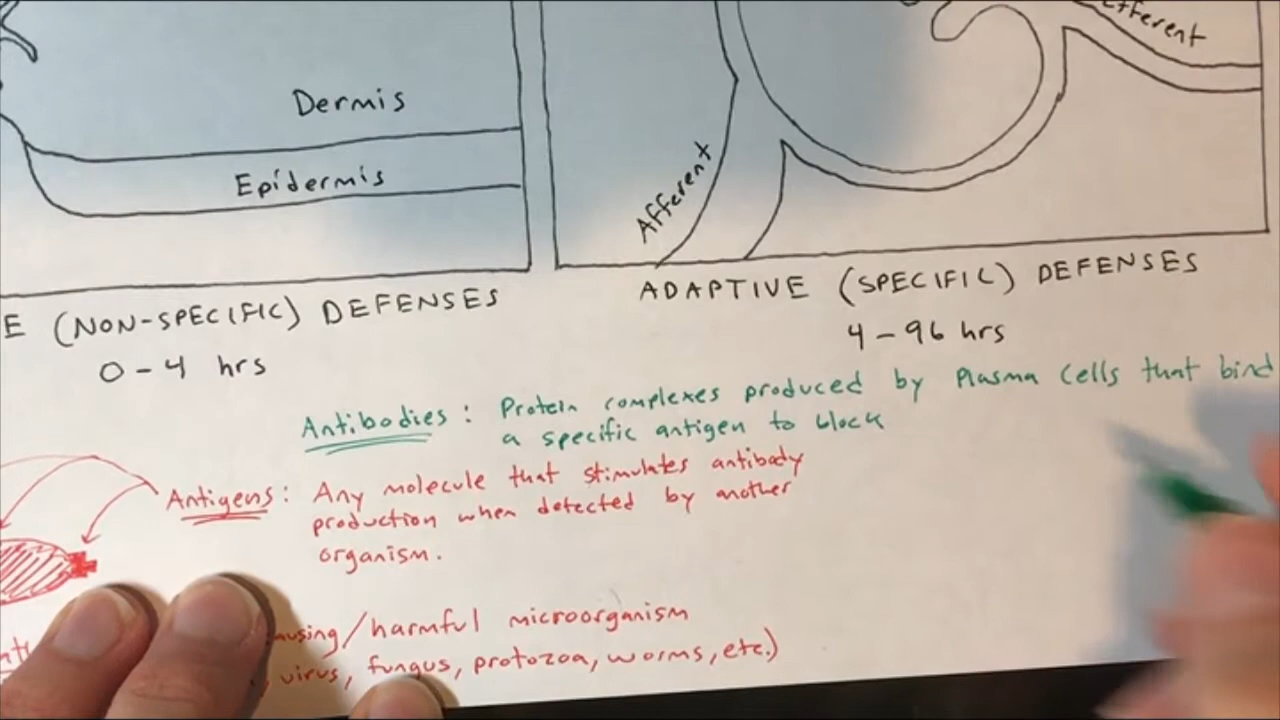 Efferent
Dermis
Epidermis
Afferent
E (NON-SPECIFIC) DEFENSES
0-4 hrs
ADAPTIVE (SPECIFIC) DEFENSES
4-96 hrs
Antibodies: Protein complexes produced by Plasma Cells that bind
a specific antigen to block
Antigens: Any molecule that stimulates antibody
production when detected by another
organism.
ausing/harmful microorganism
virus, fungus, protozoa, worms, etc.)